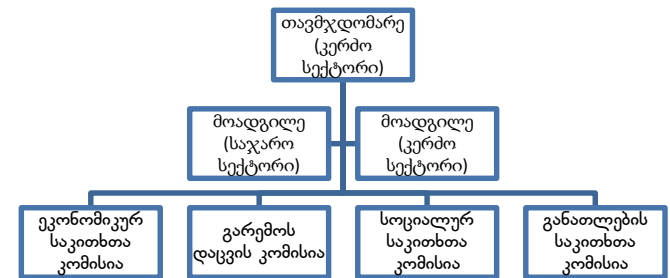 თავმჯდომარე
(კერძო
სექტორი)
მოადგილე
(საჯარო
სექტორი)
მოადგილე
(კერძო
სექტორი)
ეკონომიკურ
საკითხთა
კომისია
გარემოს
დაცვის კომისია
სოციალურ
საკითხთა
კომისია
განათლების
საკითხთა
კომისია